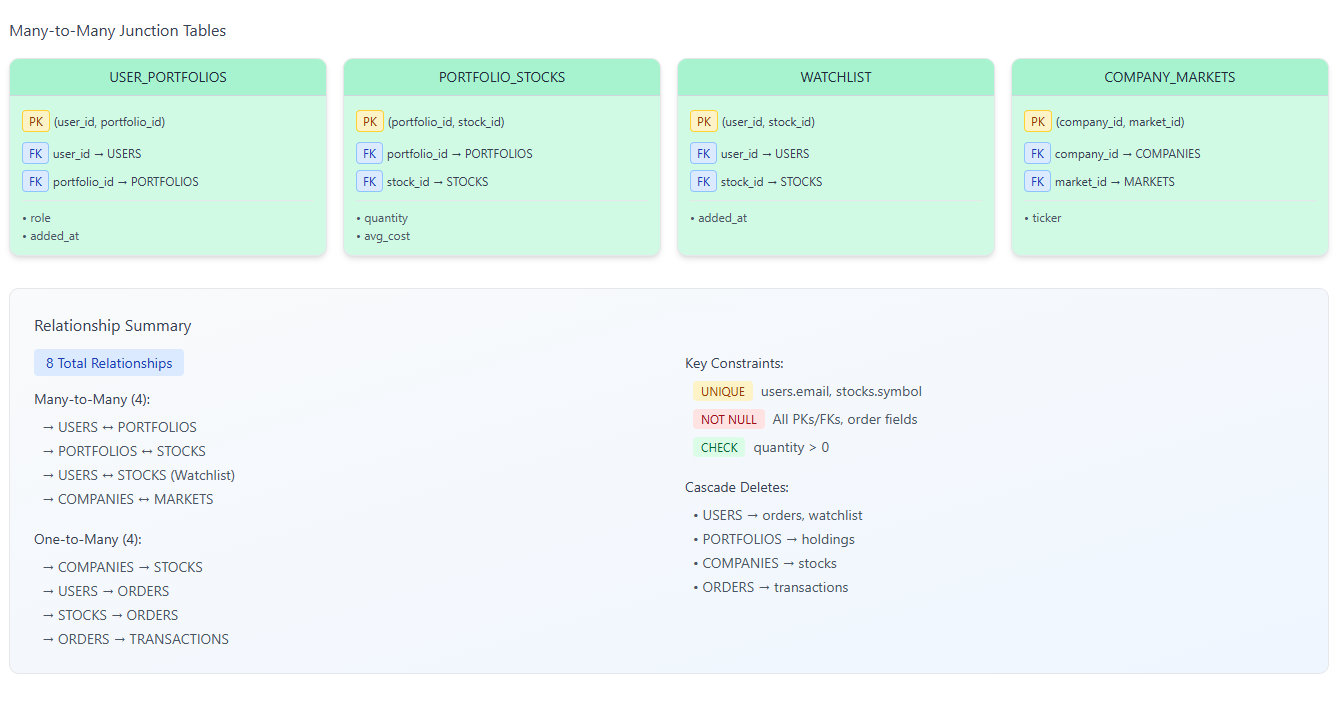 Many-to-Many Junction Tables
USER_PORTFOLIOS
PK (user_id, portfolio_id)
FK user_id → USERS
FK portfolio_id → PORTFOLIOS
• role
• added_at
PORTFOLIO_STOCKS
PK (portfolio_id, stock_id)
FK portfolio_id → PORTFOLIOS
FK stock_id → STOCKS
• quantity
• avg_cost
WATCHLIST
PK (user_id, stock_id)
FK user_id → USERS
FK stock_id → STOCKS
• added_at
COMPANY_MARKETS
PK (company_id, market_id)
FK company_id → COMPANIES
FK market_id → MARKETS
• ticker
Relationship Summary
8 Total Relationships
Many-to-Many (4):
→ USERS ↔ PORTFOLIOS
→ PORTFOLIOS ↔ STOCKS
→ USERS ↔ STOCKS (Watchlist)
→ COMPANIES ↔ MARKETS
One-to-Many (4):
→ COMPANIES → STOCKS
→ USERS → ORDERS
→ STOCKS → ORDERS
→ ORDERS → TRANSACTIONS
Key Constraints:
UNIQUE users.email, stocks.symbol
NOT NULL All PKs/FKs, order fields
CHECK quantity > 0
Cascade Deletes:
• USERS → orders, watchlist
• PORTFOLIOS → holdings
• COMPANIES → stocks
• ORDERS → transactions